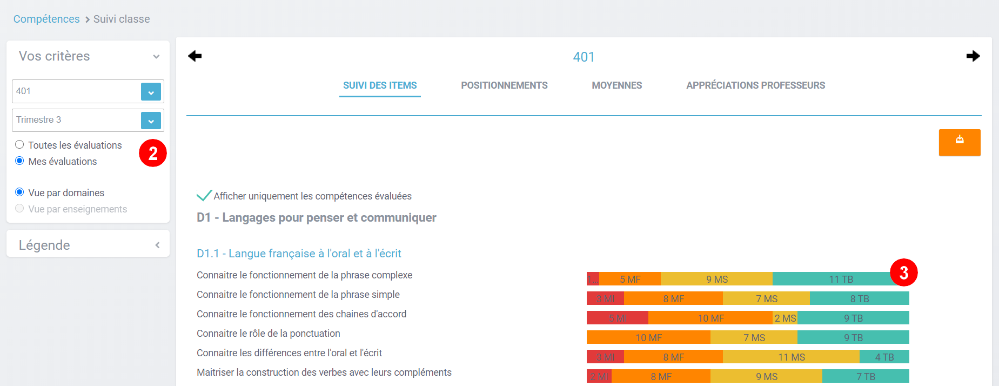 Compétences > Suivi classe
Vos critères
401
Trimestre 3
Toutes les évaluations
Mes évaluations
2
Vue par domaines
Vue par enseignements
Légende
401
SUIVI DES ITEMS POSITIONNEMENTS MOYENNES APPRÉCIATIONS PROFESSEURS
Afficher uniquement les compétences évaluées
D1 - Langages pour penser et communiquer
D1.1 - Langue française à l'oral et à l'écrit
3
Connaitre le fonctionnement de la phrase complexe 1... 5 MF 9 MS 11 TB
Connaitre le fonctionnement de la phrase simple 3 MI 8 MF 7 MS 8 TB
Connaitre le fonctionnement des chaines d'accord 5 MI 10 MF 2 MS 9 TB
Connaitre le rôle de la ponctuation 10 MF 7 MS 9 TB
Connaitre les différences entre l'oral et l'écrit 3 MI 8 MF 11 MS 4 TB
Maitriser la construction des verbes avec leurs compléments 2 MI 8 MF 9 MS 7 TB